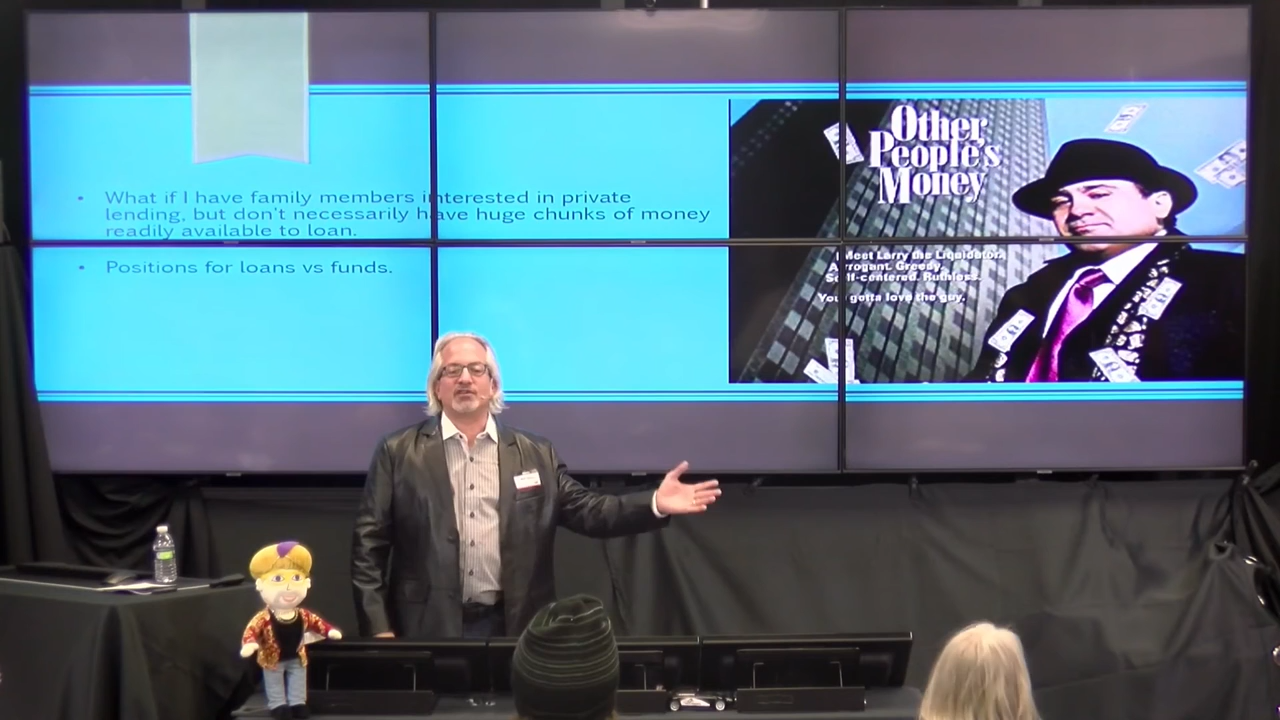 What if I have family members interested in private
lending, but don't necessarily have huge chunks of money
readily available to loan.
Positions for loans vs funds.
Other
People's
Money
Meet Larry the Liquidator.
Arrogant. Greedy.
Self-centered. Ruthless.
You gotta love the guy.